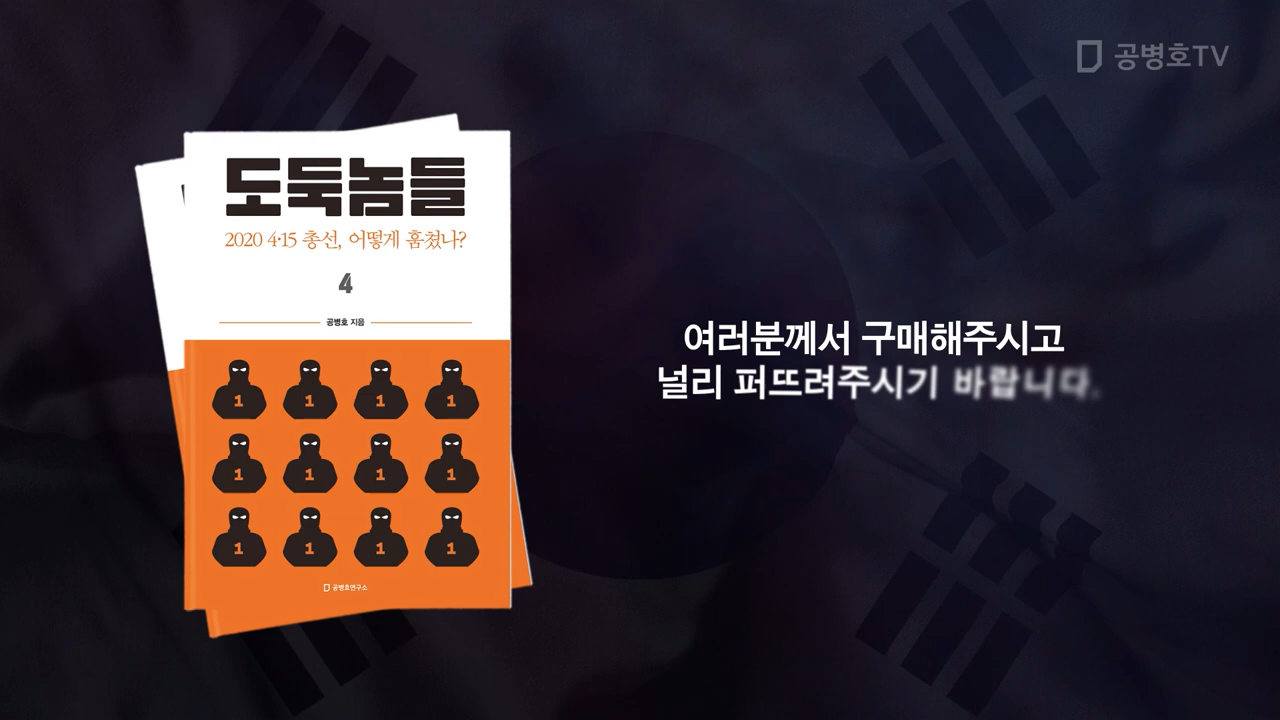 공병호TV
도둑놈들
2020 4·15 총선, 어떻게 훔쳤나?
4
공병호 지음
1 1 1 1
1 1 1 1
1 1 1 1
공병호연구소
여러분께서 구매해주시고
널리 퍼뜨려주시기 바랍니다.